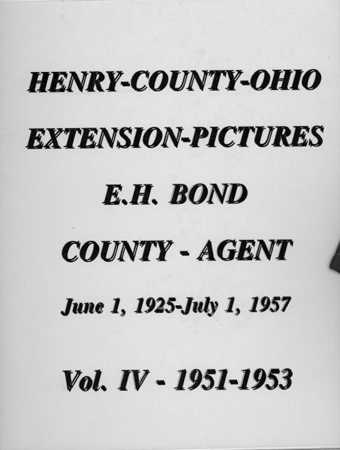 HENRY-COUNTY-OHIO
EXTENSION-PICTURES
E.H. BOND
COUNTY - AGENT
June 1, 1925-July 1, 1957
Vol. IV - 1951-1953